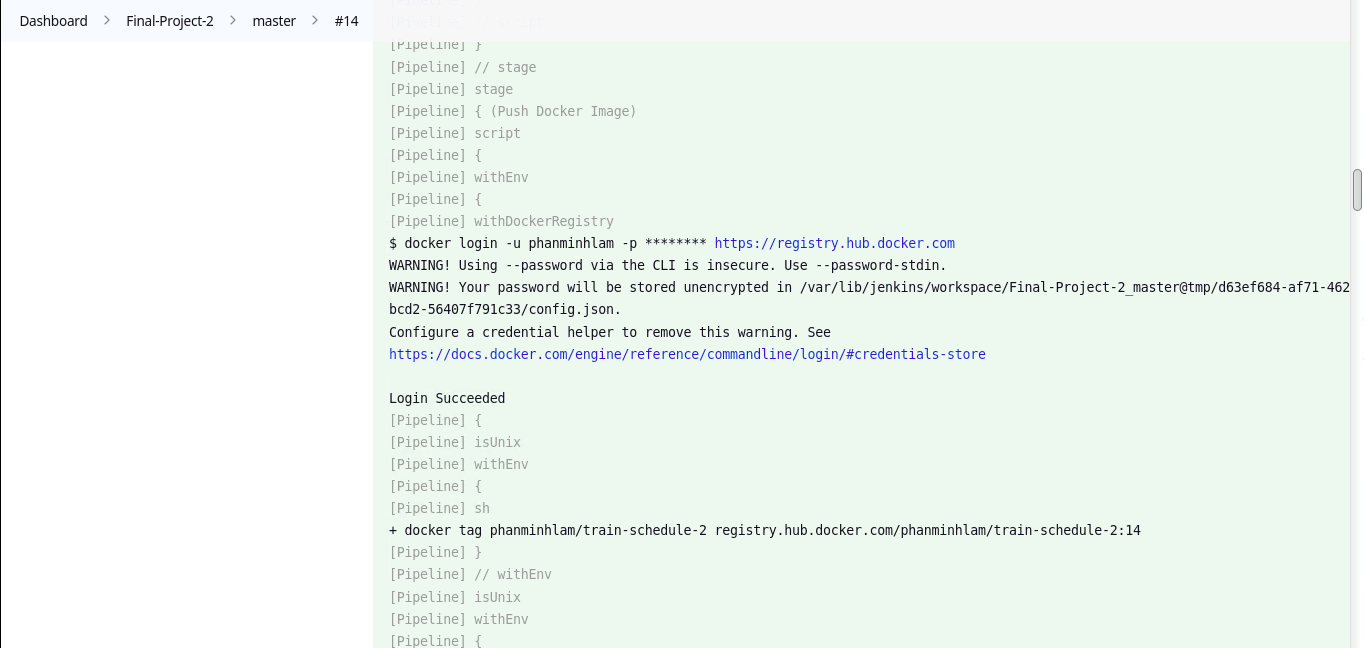 Dashboard > Final-Project-2 > master > #14
[Pipeline] }
[Pipeline] // stage
[Pipeline] stage
[Pipeline] { (Push Docker Image)
[Pipeline] script
[Pipeline] {
[Pipeline] withEnv
[Pipeline] {
[Pipeline] withDockerRegistry
$ docker login -u phanminhlam -p ******** https://registry.hub.docker.com
WARNING! Using --password via the CLI is insecure. Use --password-stdin.
WARNING! Your password will be stored unencrypted in /var/lib/jenkins/workspace/Final-Project-2_master@tmp/d63ef684-af71-462
bcd2-56407f791c33/config.json.
Configure a credential helper to remove this warning. See
https://docs.docker.com/engine/reference/commandline/login/#credentials-store
Login Succeeded
[Pipeline] {
[Pipeline] isUnix
[Pipeline] withEnv
[Pipeline] {
[Pipeline] sh
+ docker tag phanminhlam/train-schedule-2 registry.hub.docker.com/phanminhlam/train-schedule-2:14
[Pipeline] }
[Pipeline] // withEnv
[Pipeline] isUnix
[Pipeline] withEnv
[Pipeline] {